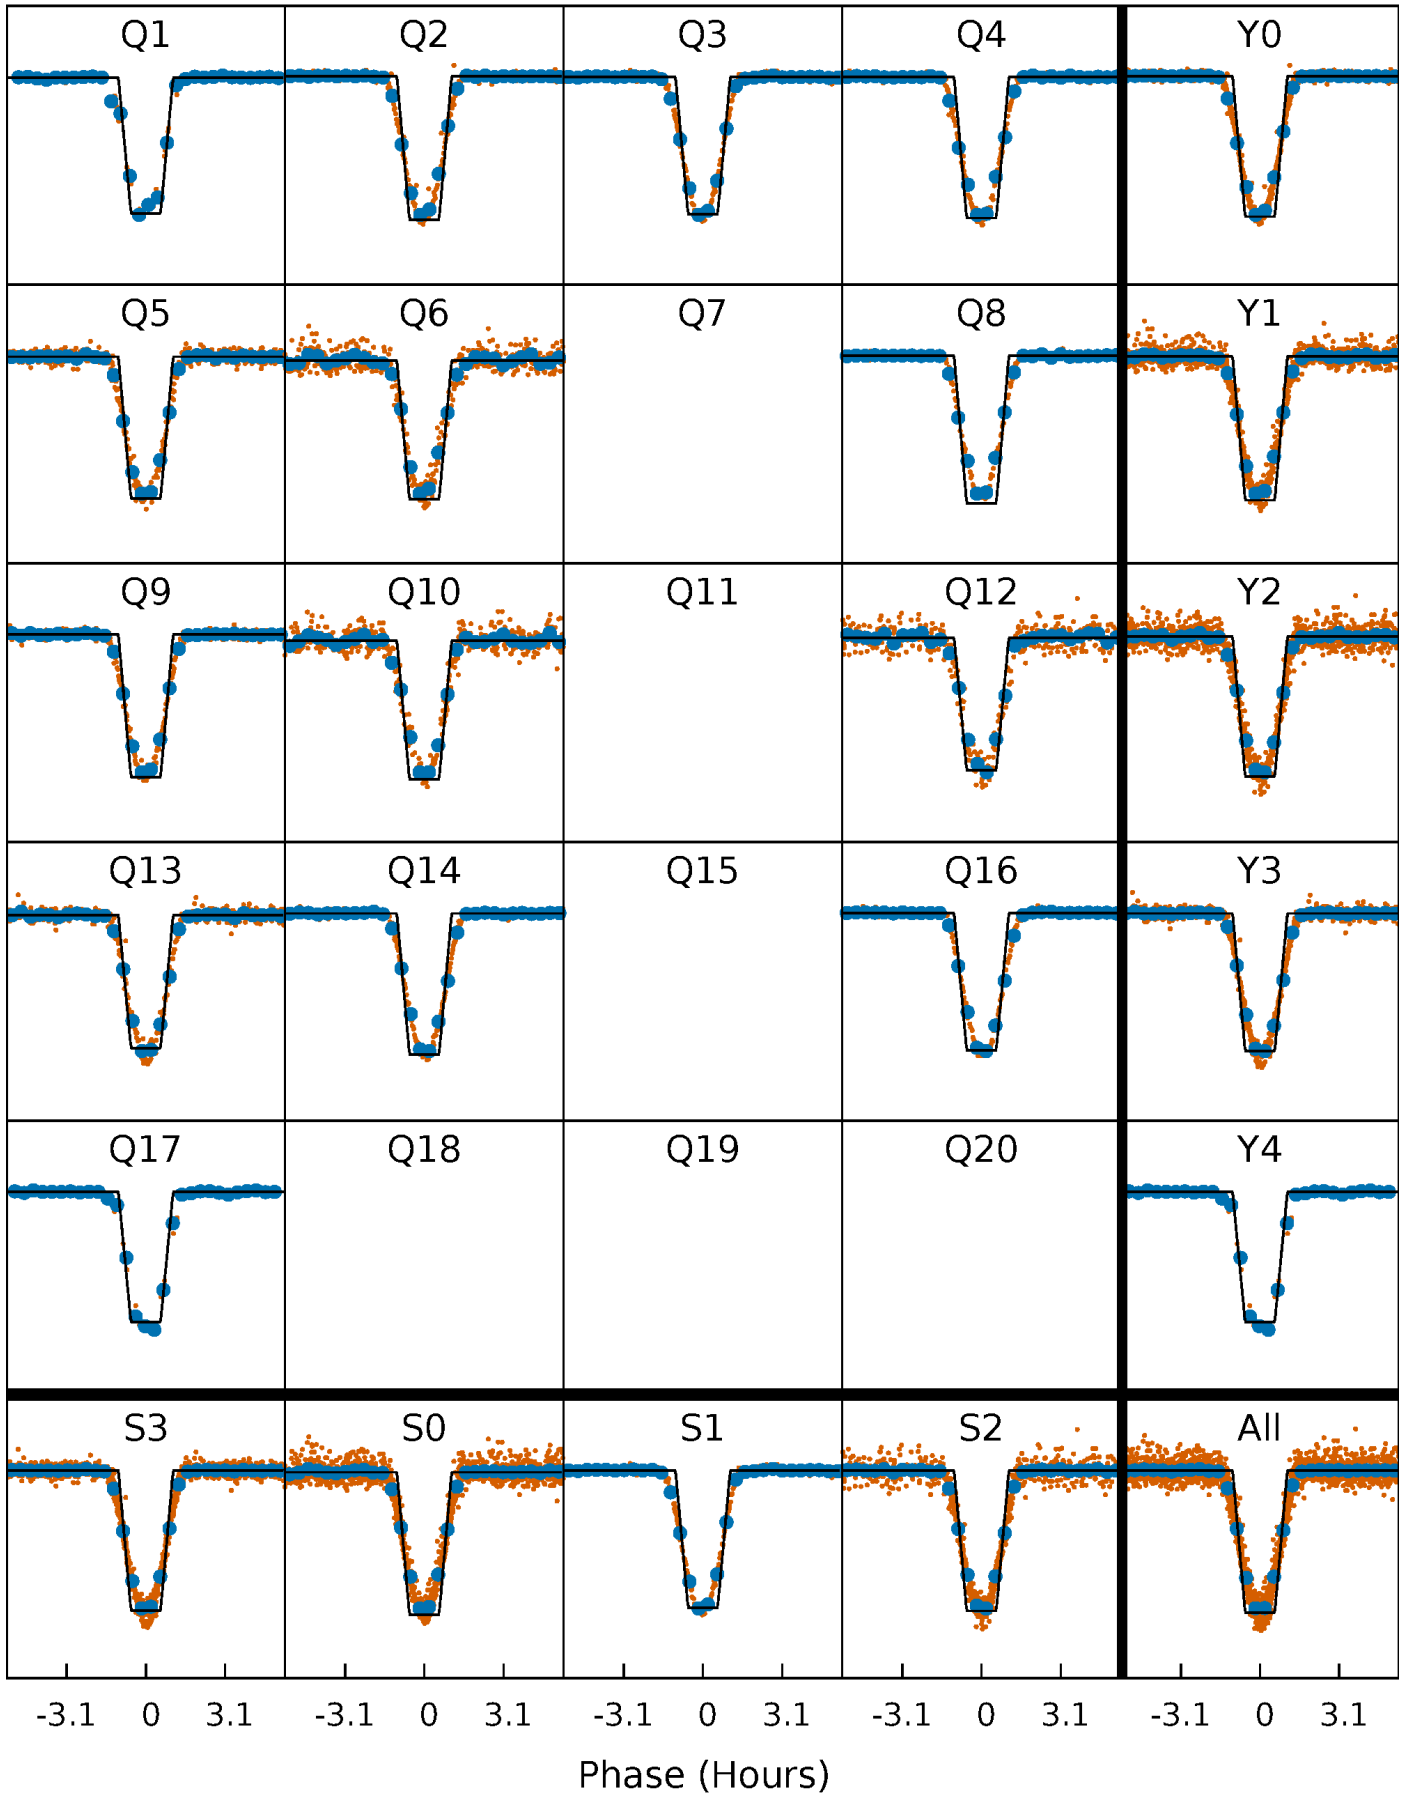 Q1 Q2 Q3 Q4 Y0
Q5 Q6 Q7 Q8 Y1
Q9 Q10 Q11 Q12 Y2
Q13 Q14 Q15 Q16 Y3
Q17 Q18 Q19 Q20 Y4
S3 S0 S1 S2 All
-3.1 0 3.1 -3.1 0 3.1 -3.1 0 3.1 -3.1 0 3.1 -3.1 0 3.1
Phase (Hours)